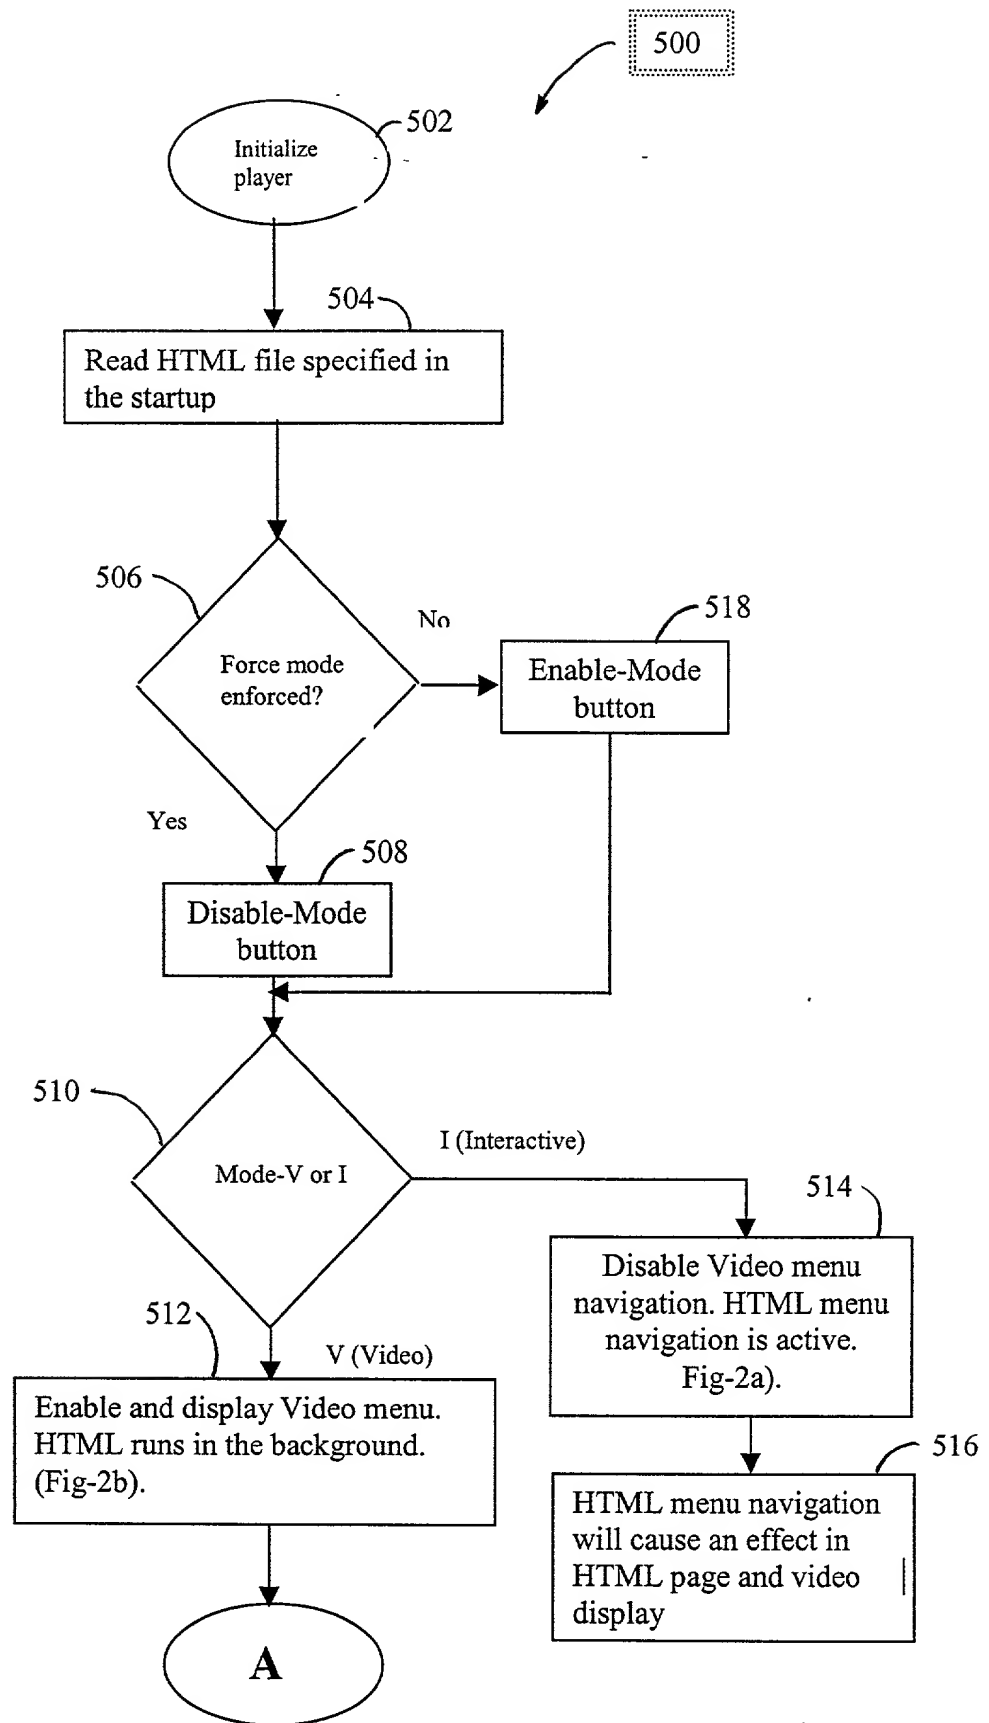 500
502
Initialize
player
504
Read HTML file specified in
the startup
506
Force mode
enforced?
No
518
Enable-Mode
button
Yes
508
Disable-Mode
button
510
Mode-V or I
I (Interactive)
514
Disable Video menu
navigation. HTML menu
navigation is active.
Fig-2a).
512
V (Video)
Enable and display Video menu.
HTML runs in the background.
(Fig-2b).
516
HTML menu navigation
will cause an effect in
HTML page and video
display
A